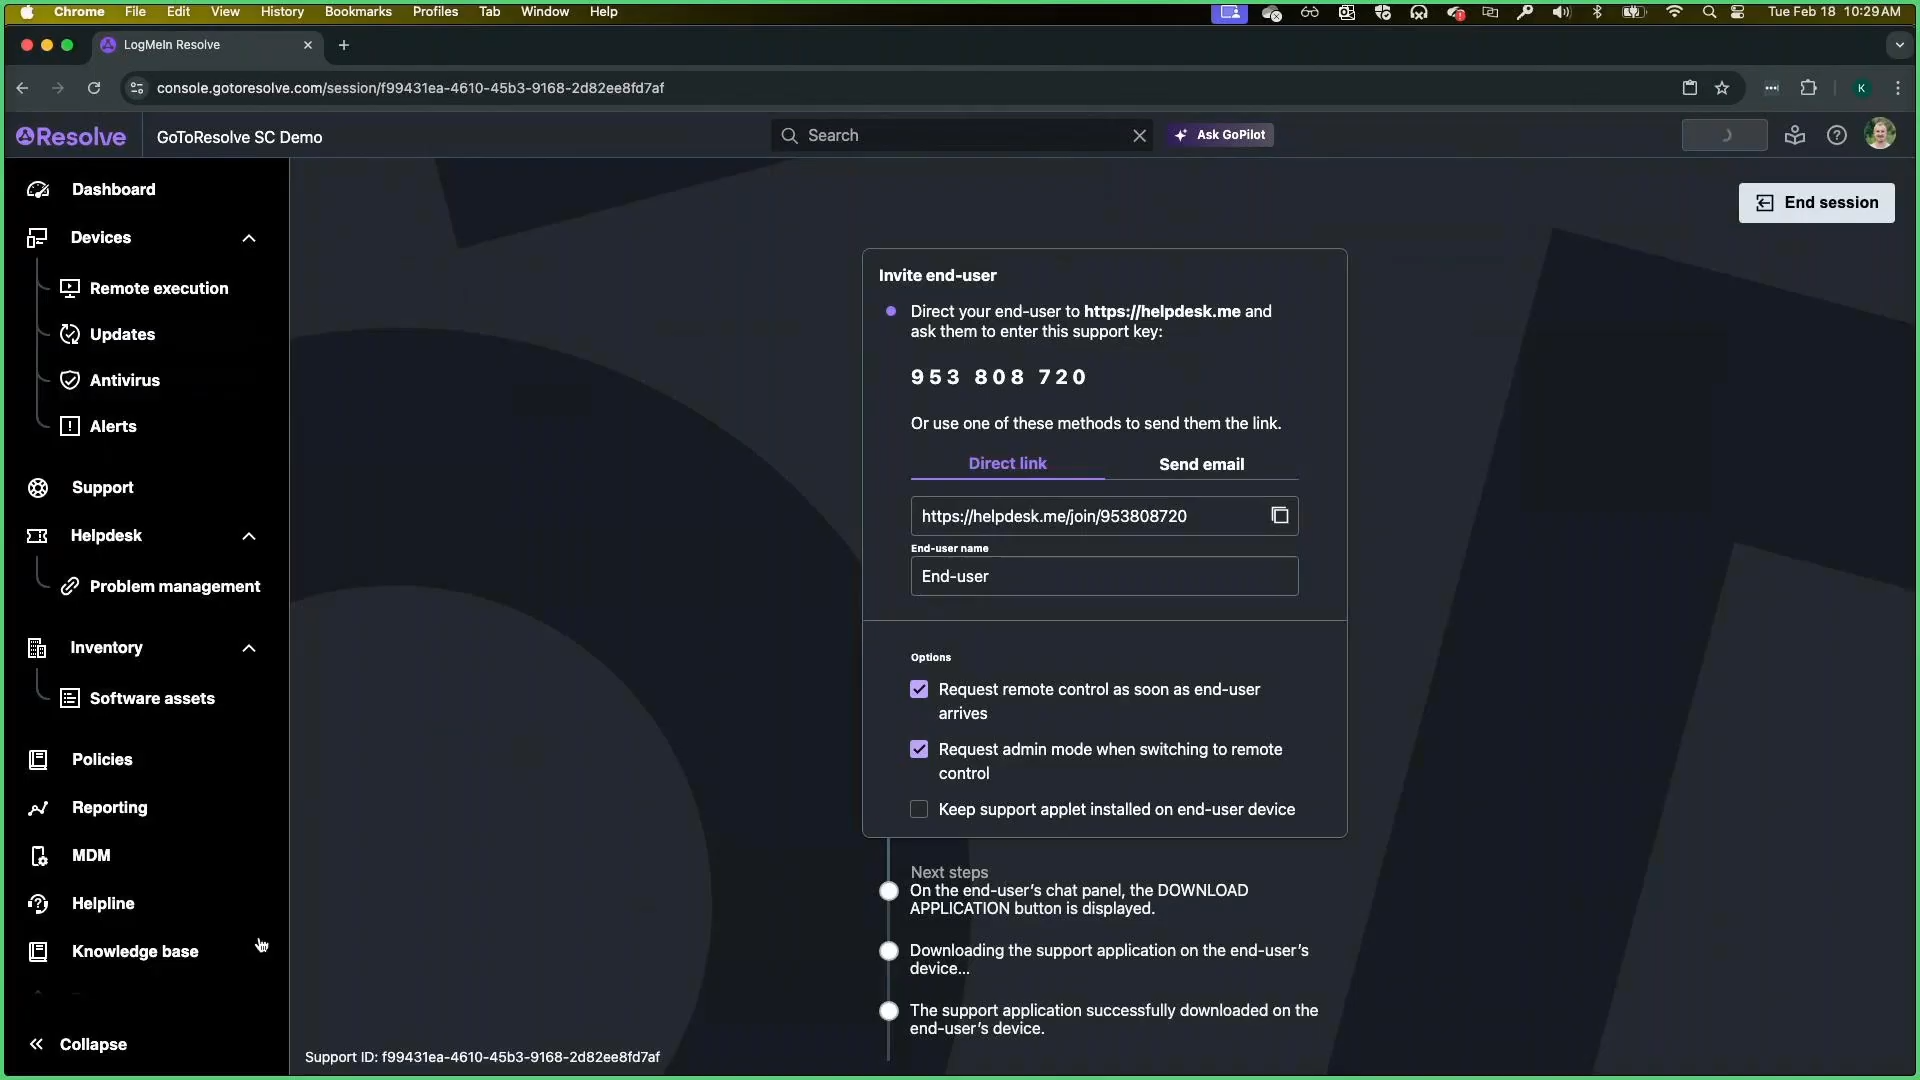 Chrome File Edit View History Bookmarks Profiles Tab Window Help Tue Feb 18 10:29 AM
LogMeIn Resolve
console.gotoresolve.com/session/f99431ea-4610-45b3-9168-2d82ee8fd7af
K
Resolve GoToResolve SC Demo
Search
Ask GoPilot
End session
Dashboard
Devices
Remote execution
Updates
Antivirus
Alerts
Support
Helpdesk
Problem management
Inventory
Software assets
Policies
Reporting
MDM
Helpline
Knowledge base
Collapse
Invite end-user
Direct your end-user to https://helpdesk.me and
ask them to enter this support key:
953 808 720
Or use one of these methods to send them the link.
Direct link Send email
https://helpdesk.me/join/953808720
End-user name
End-user
Options
Request remote control as soon as end-user
arrives
Request admin mode when switching to remote
control
Keep support applet installed on end-user device
Next steps
On the end-user's chat panel, the DOWNLOAD
APPLICATION button is displayed.
Downloading the support application on the end-user's
device...
The support application successfully downloaded on the
end-user's device.
Support ID: f99431ea-4610-45b3-9168-2d82ee8fd7af